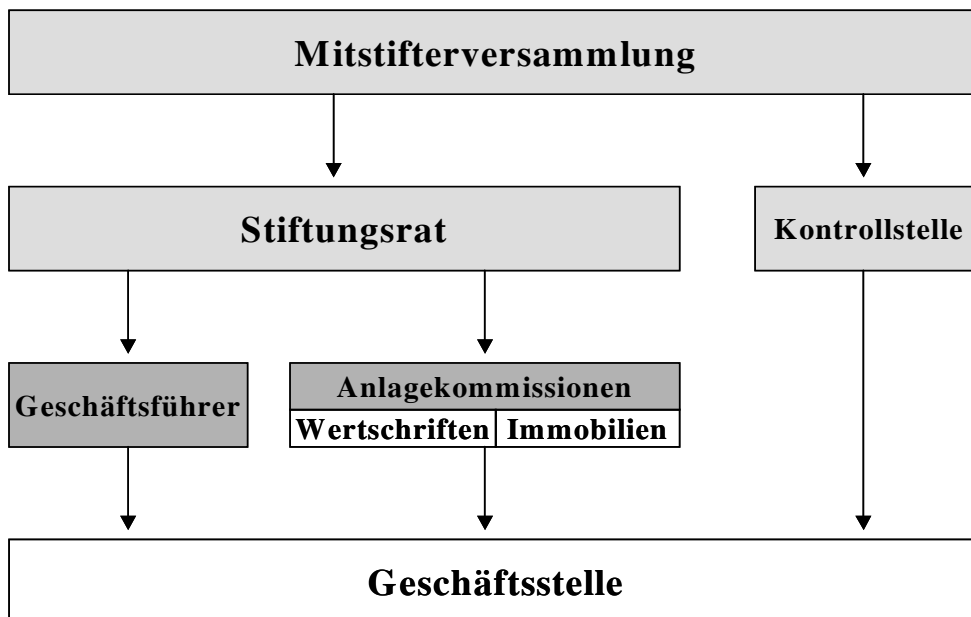 Mitstifterversammlung
Stiftungsrat
Kontrollstelle
Geschäftsführer
Anlagekommissionen
Wertschriften
Immobilien
Geschäftsstelle